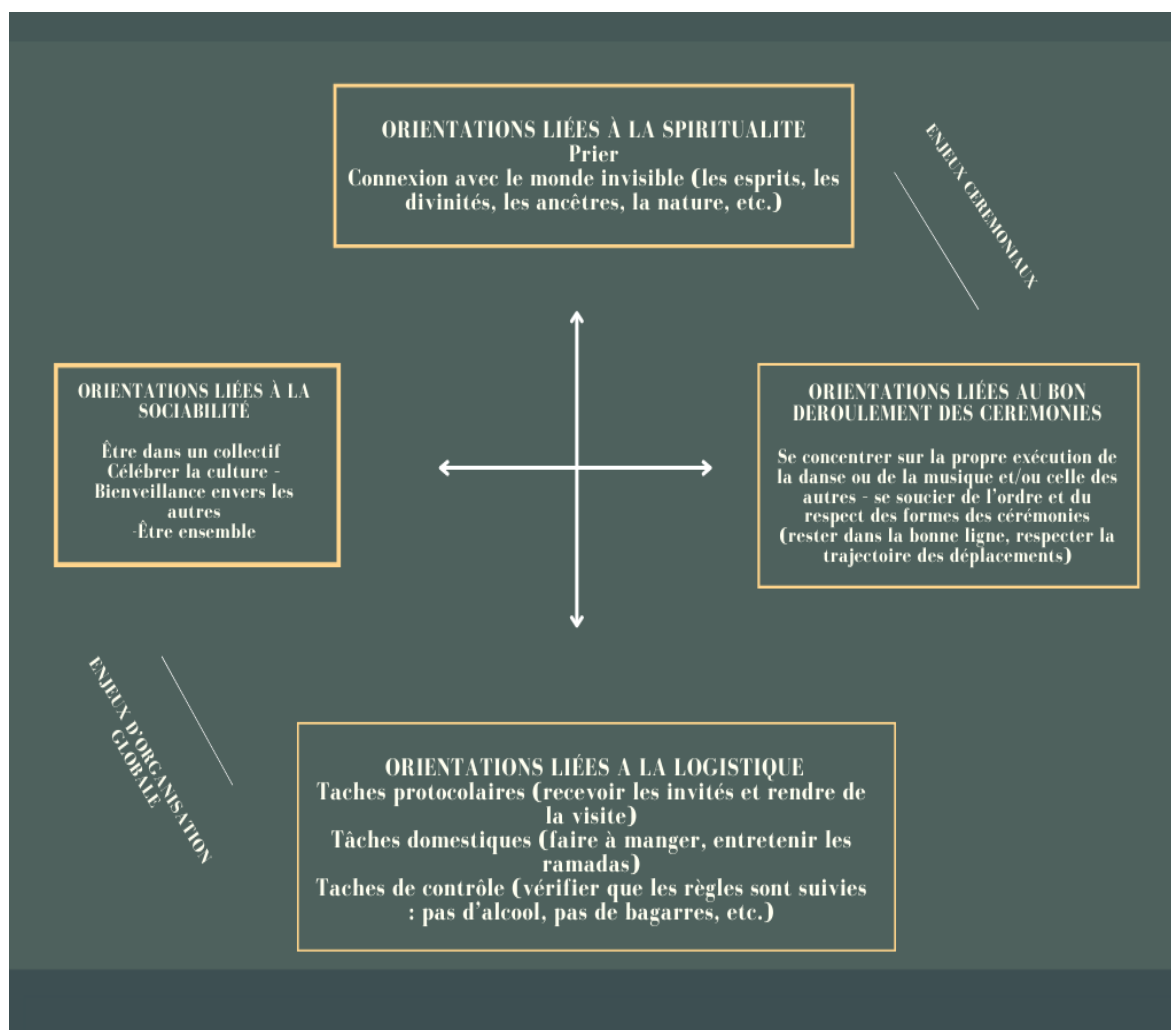 ORIENTATIONS LIÉES À LA SPIRITUALITE
Prier
Connexion avec le monde invisible (les esprits, les
divinités, les ancêtres, la nature, etc.)
ENJEUX CEREMONIAUX
ORIENTATIONS LIÉES À LA
SOCIABILITÉ
Être dans un collectif
Célébrer la culture -
Bienveillance envers les
autres
-Être ensemble
ORIENTATIONS LIÉES AU BON
DEROULEMENT DES CEREMONIES
Se concentrer sur la propre exécution de
la danse ou de la musique et/ou celle des
autres - se soucier de l'ordre et du
respect des formes des cérémonies
(rester dans la bonne ligne, respecter la
trajectoire des déplacements)
ENJEUX D'ORGANISATION
GLOBALE
ORIENTATIONS LIÉES A LA LOGISTIQUE
Taches protocolaires (recevoir les invités et rendre de
la visite)
Tâches domestiques (faire à manger, entretenir les
ramadas)
Taches de contrôle (vérifier que les règles sont suivies
: pas d'alcool, pas de bagarres, etc.)